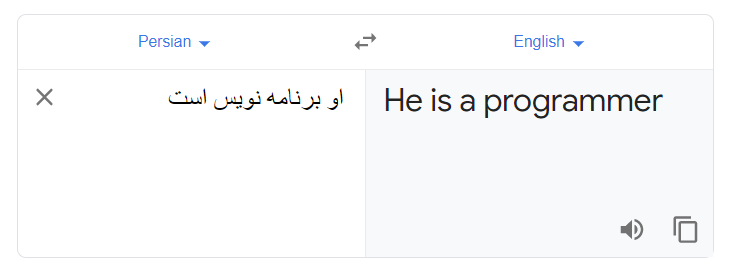 Persian
English
او برنامه نویس است
He is a programmer